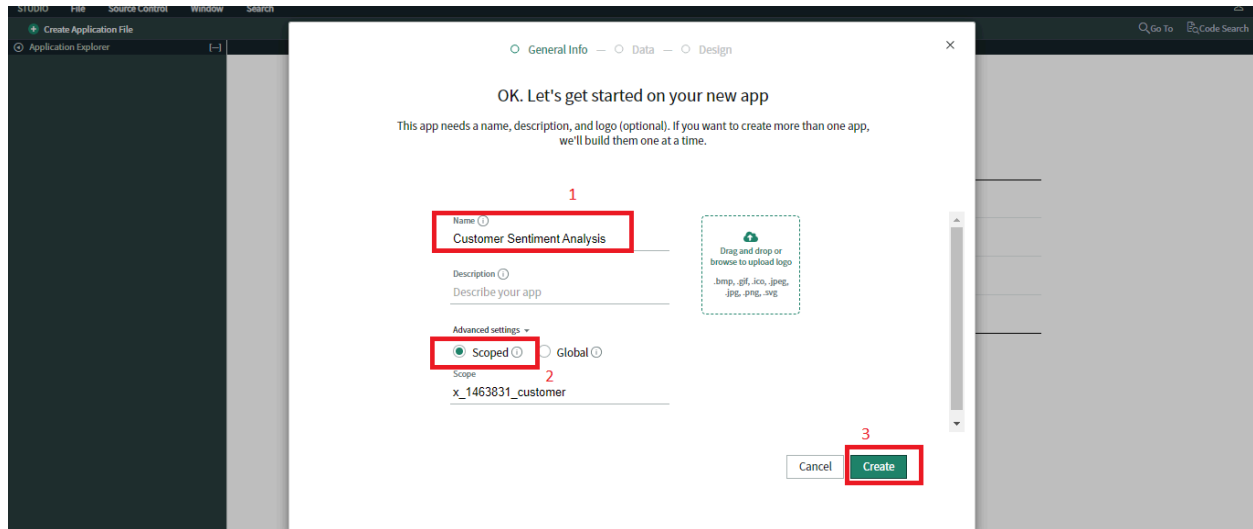 STUDIO File Source Control Window Search
Create Application File
Go To Code Search
Application Explorer
General Info — Data — Design
OK. Let's get started on your new app
This app needs a name, description, and logo (optional). If you want to create more than one app,
we'll build them one at a time.
1
Name
Customer Sentiment Analysis
Drag and drop or
browse to upload logo
.bmp, .gif, .ico, .jpeg,
.jpg, .png, .svg
Description
Describe your app
Advanced settings
Scoped Global
Scope
2
x_1463831_customer
3
Cancel Create